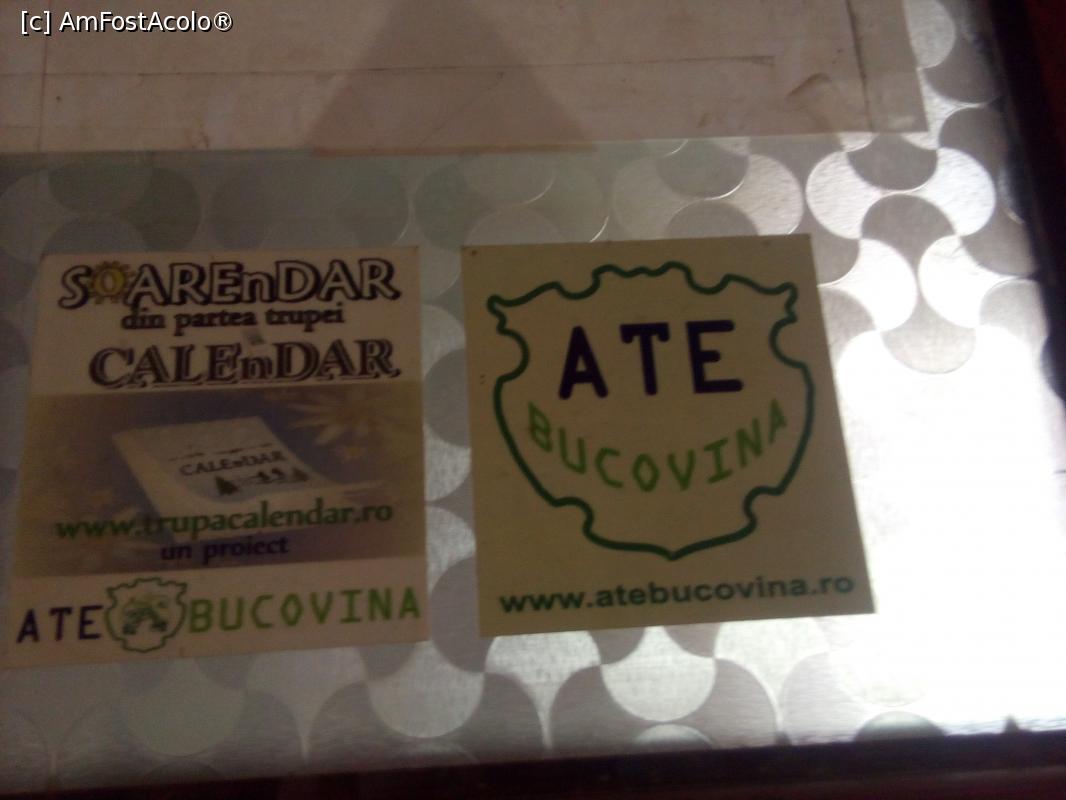 [c] AmFostAcolo®
SOAREnDAR
din partea trupei
CALEnDAR
CALEnDAR
www.trupacalendar.ro
un proiect
ATE BUCOVINA
ATE
BUCOVINA
www.atebucovina.ro